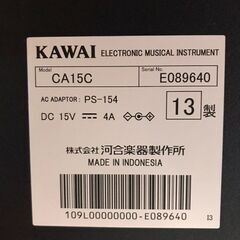 KAWAI ELECTRONIC MUSICAL INSTRUMENT
Model Serial No.
CA15C E089640
AC ADAPTOR : PS-154
DC 15V 4A
13 製
株式会社 河合楽器製作所
MADE IN INDONESIA
109L00000000-E089640 I3